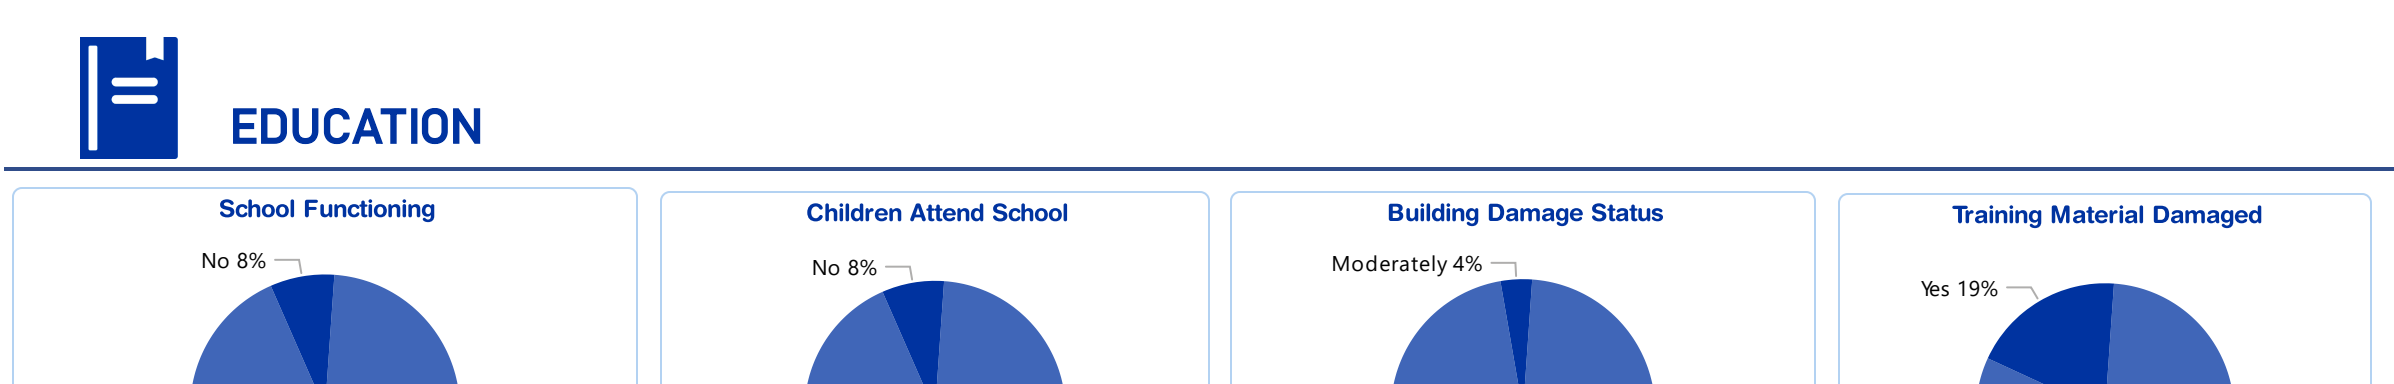 EDUCATION
School Functioning
No 8%
Children Attend School
No 8%
Building Damage Status
Moderately 4%
Training Material Damaged
Yes 19%